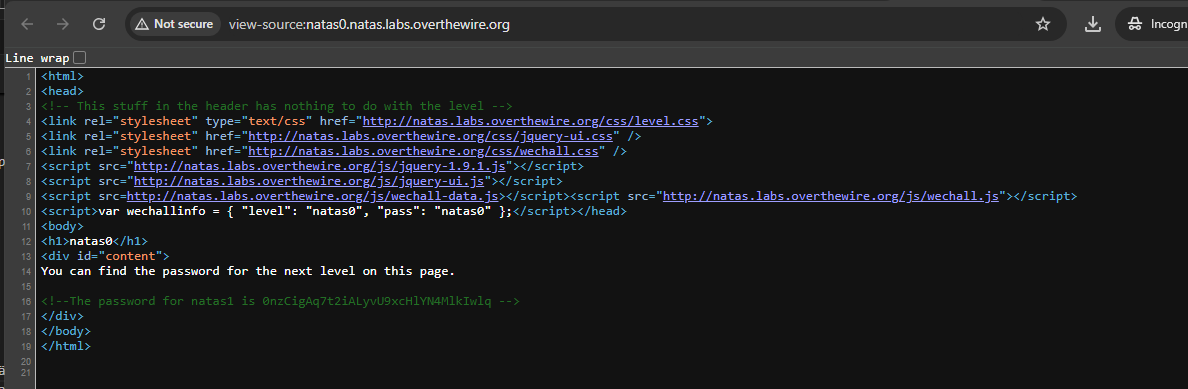 Not secure view-source:natas0.natas.labs.overthewire.org Incogn
Line wrap
1 <html>
2 <head>
3 <!-- This stuff in the header has nothing to do with the level -->
4 <link rel="stylesheet" type="text/css" href="http://natas.labs.overthewire.org/css/level.css">
5 <link rel="stylesheet" href="http://natas.labs.overthewire.org/css/jquery-ui.css" />
6 <link rel="stylesheet" href="http://natas.labs.overthewire.org/css/wechall.css" />
7 <script src="http://natas.labs.overthewire.org/js/jquery-1.9.1.js"></script>
8 <script src="http://natas.labs.overthewire.org/js/jquery-ui.js"></script>
9 <script src=http://natas.labs.overthewire.org/js/wechall-data.js></script><script src="http://natas.labs.overthewire.org/js/wechall.js"></script>
10 <script>var wechallinfo = { "level": "natas0", "pass": "natas0" };</script></head>
11 <body>
12 <h1>natas0</h1>
13 <div id="content">
14 You can find the password for the next level on this page.
15
16 <!--The password for natas1 is 0nzCigAq7t2iALyvU9xcHlYN4MlkIwlq -->
17 </div>
18 </body>
19 </html>
20
21